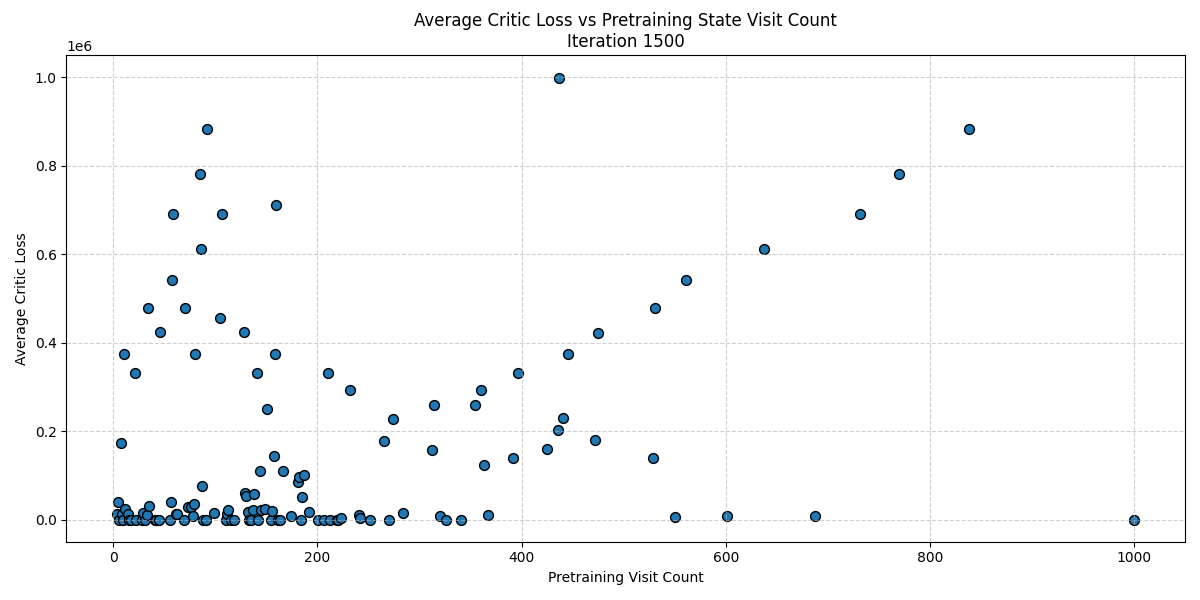 Average Critic Loss vs Pretraining State Visit Count
Iteration 1500
1e6
1.0
0.8
0.6
0.4
0.2
0.0
Average Critic Loss
0 200 400 600 800 1000
Pretraining Visit Count